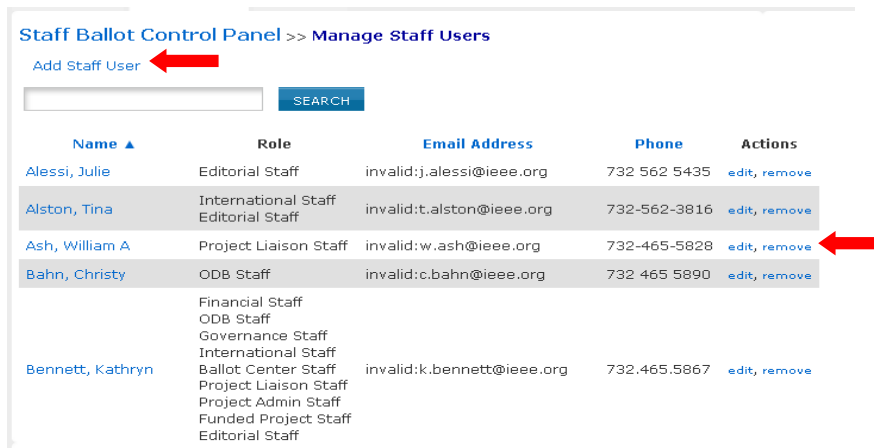 Staff Ballot Control Panel >> Manage Staff Users
Add Staff User
SEARCH
Name ▲ Role Email Address Phone Actions
Alessi, Julie Editorial Staff invalid:j.alessi@ieee.org 732 562 5435 edit, remove
International Staff
Alston, Tina invalid:t.alston@ieee.org 732-562-3816 edit, remove
Editorial Staff
Ash, William A Project Liaison Staff invalid:w.ash@ieee.org 732-465-5828 edit, remove
Bahn, Christy ODB Staff invalid:c.bahn@ieee.org 732 465 5890 edit, remove
Financial Staff
ODB Staff
Governance Staff
International Staff
Bennett, Kathryn Ballot Center Staff invalid:k.bennett@ieee.org 732.465.5867 edit, remove
Project Liaison Staff
Project Admin Staff
Funded Project Staff
Editorial Staff